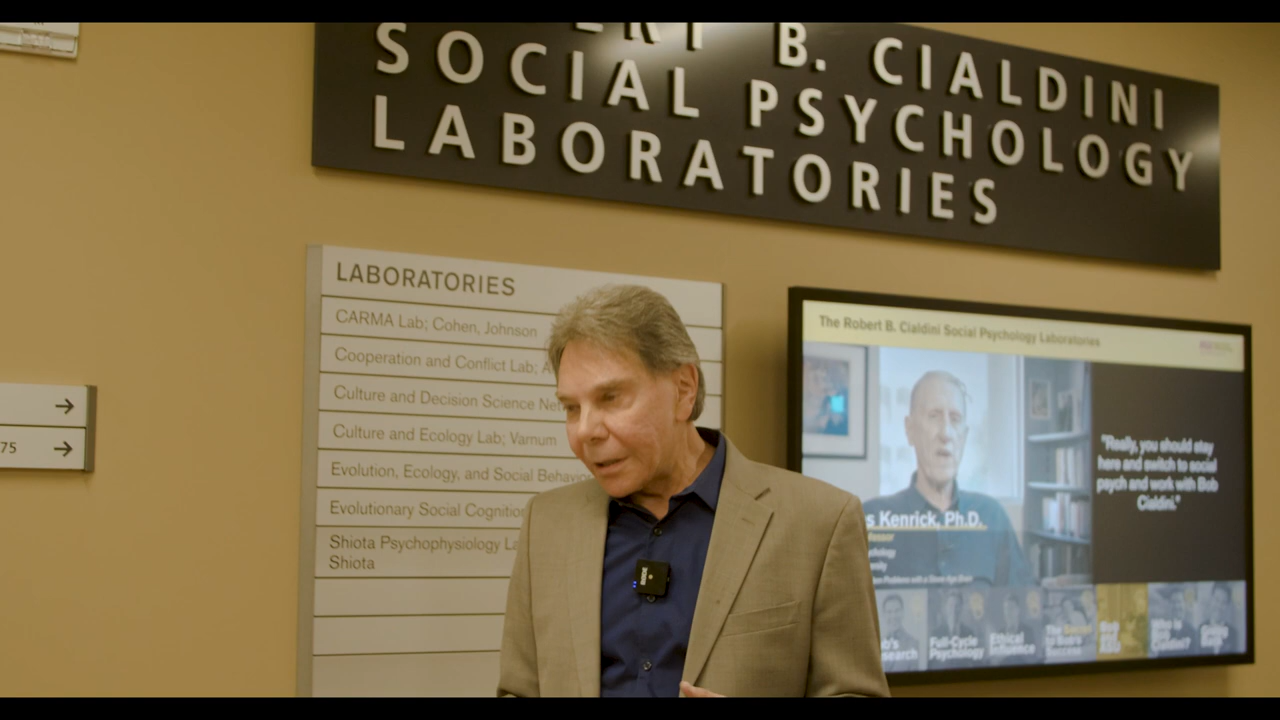 B. CIALDINI
SOCIAL PSYCHOLOGY
LABORATORIES
LABORATORIES
CARMA Lab; Cohen, Johnson
Cooperation and Conflict Lab;
Culture and Decision Science
Culture and Ecology Lab; Varnum
Evolution, Ecology, and Social
Evolutionary Social
Shiota Psychophysiology
Shiota
75
The Robert B. Cialdini Social Psychology Laboratories
"Really, you should stay
here and switch to social
psych and work with Bob
Cialdini."
Kenrick, Ph.D.
Full-Cycle
Psychology
Ethical
Influence
RØDE